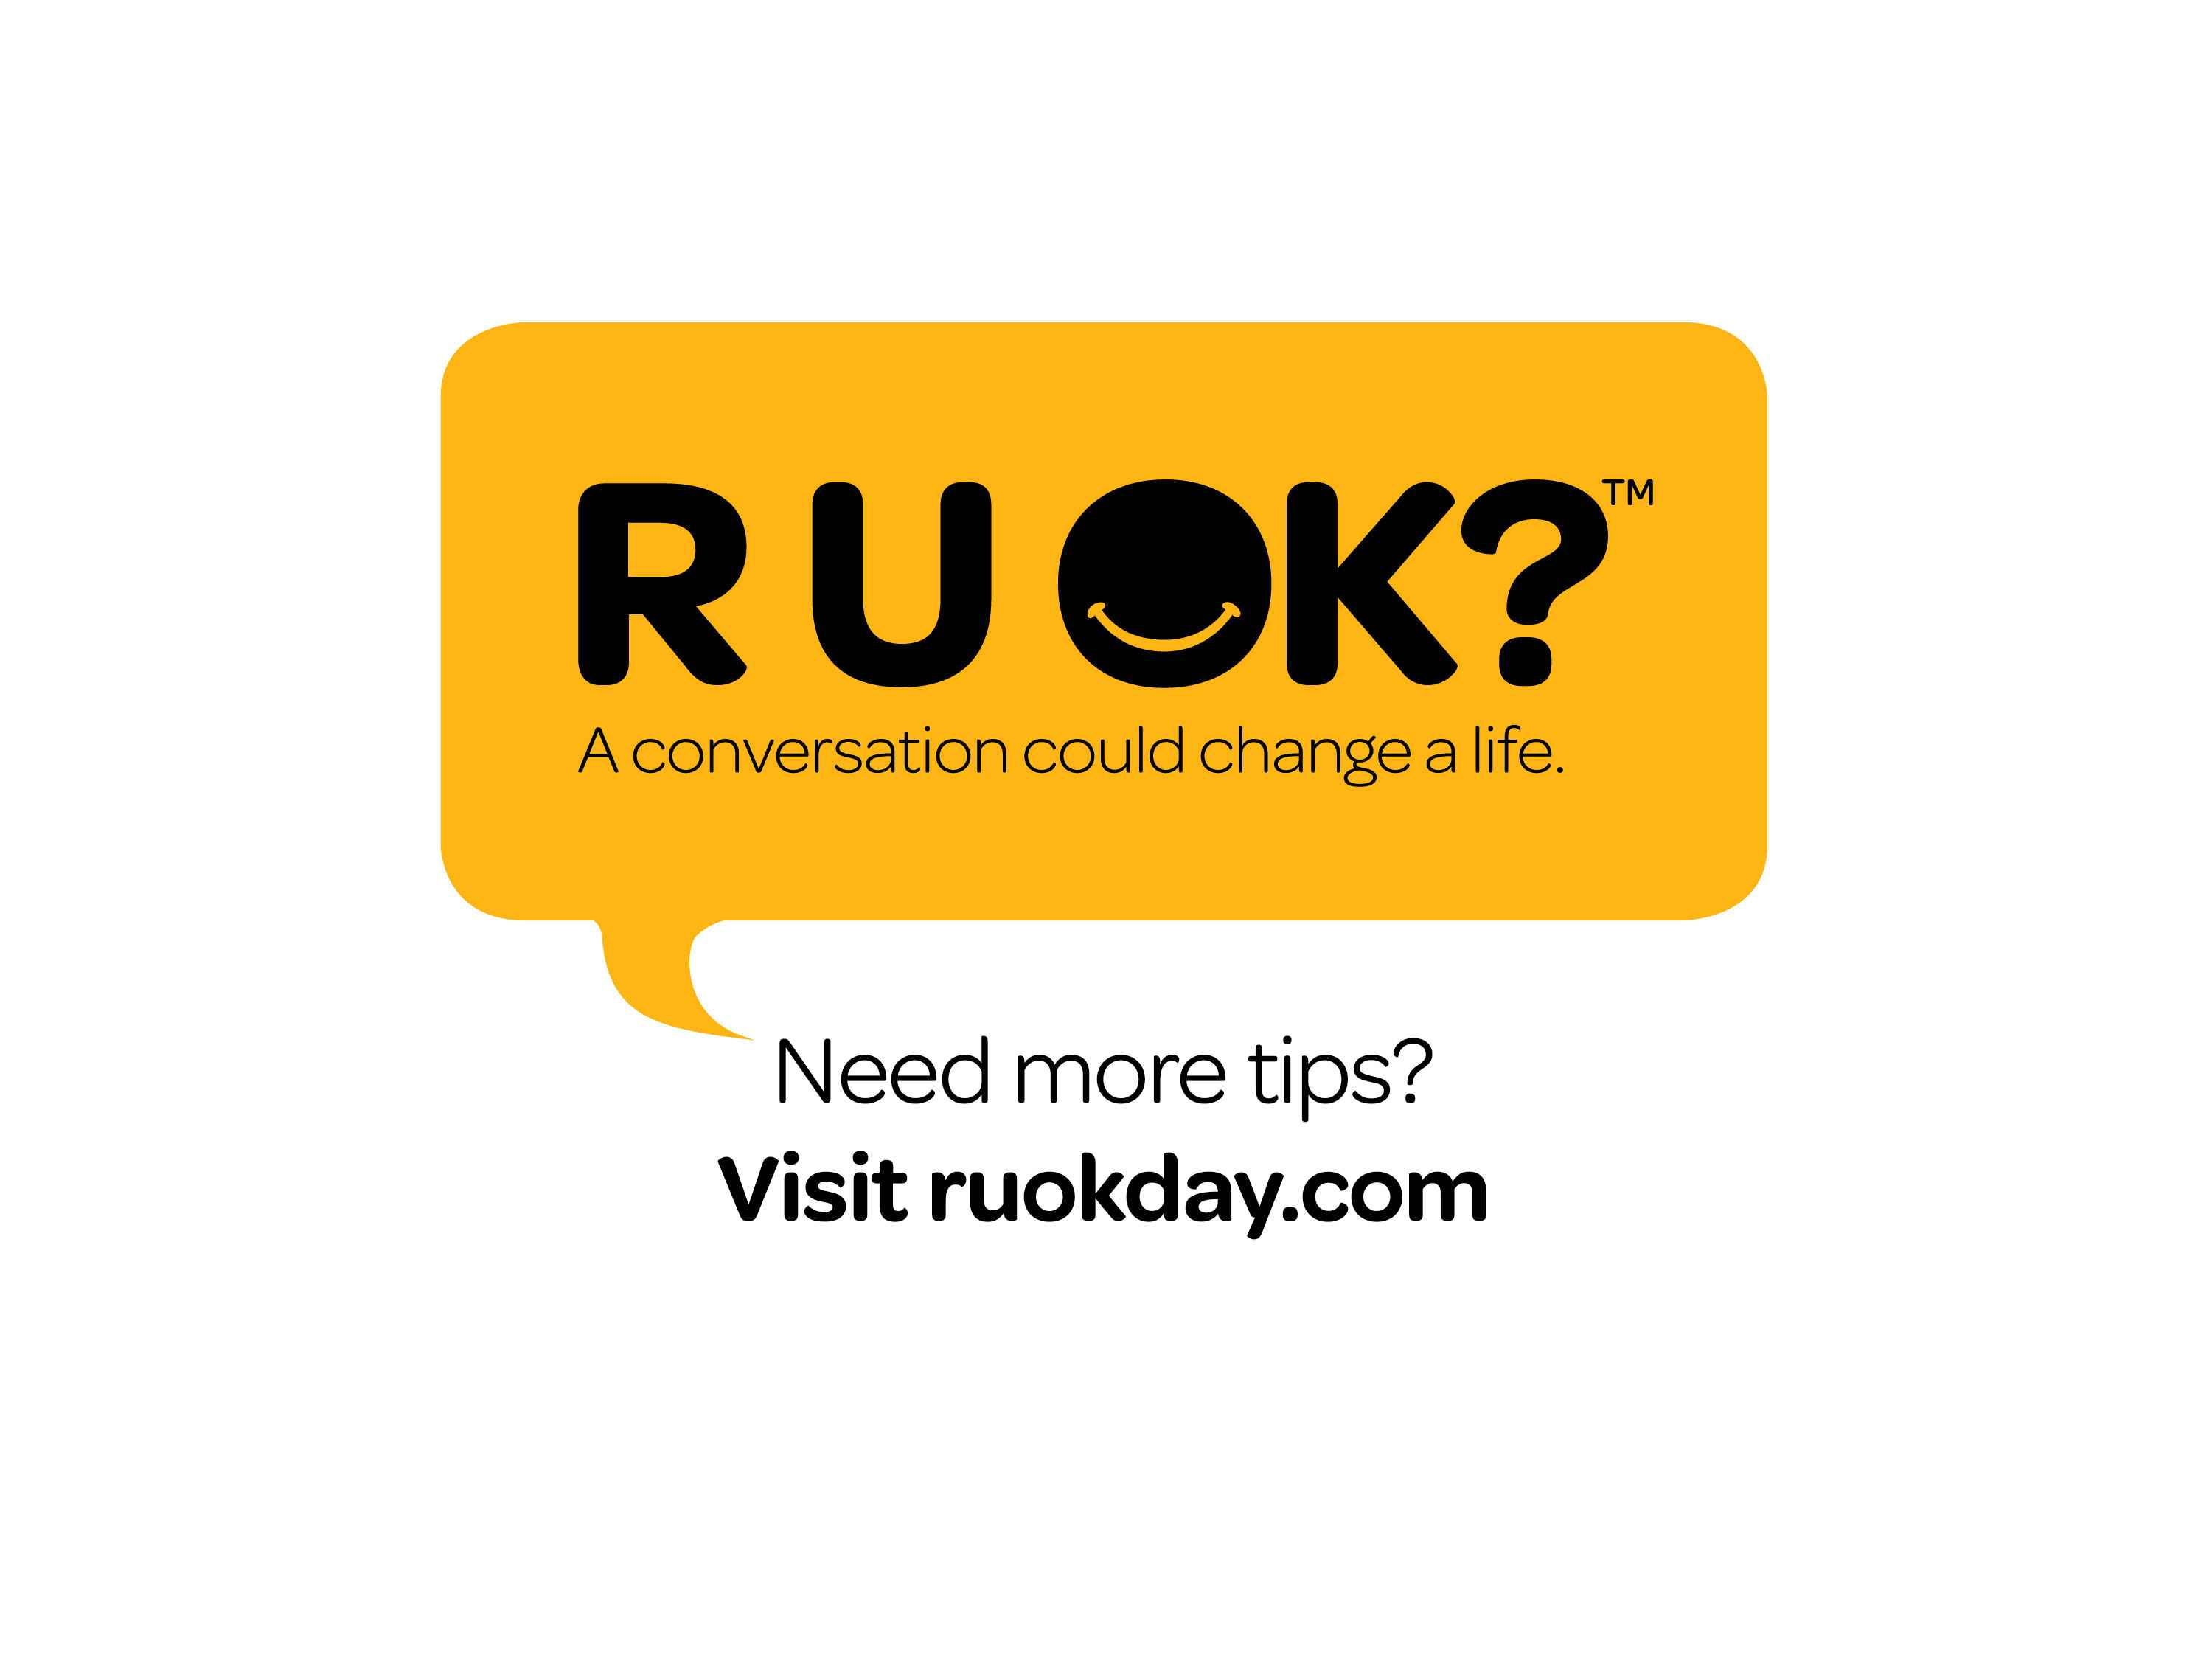 R U OK?™
A conversation could change a life.
Need more tips?
Visit ruokday.com